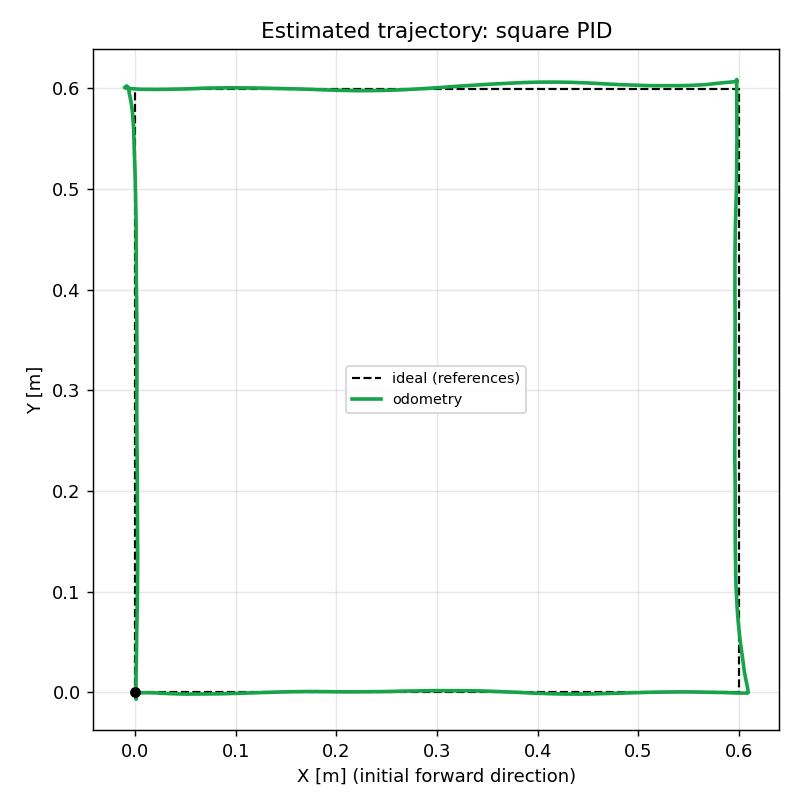 Estimated trajectory: square PID
Y [m]
0.6
0.5
0.4
0.3
0.2
0.1
0.0
ideal (references)
odometry
0.0 0.1 0.2 0.3 0.4 0.5 0.6
X [m] (initial forward direction)